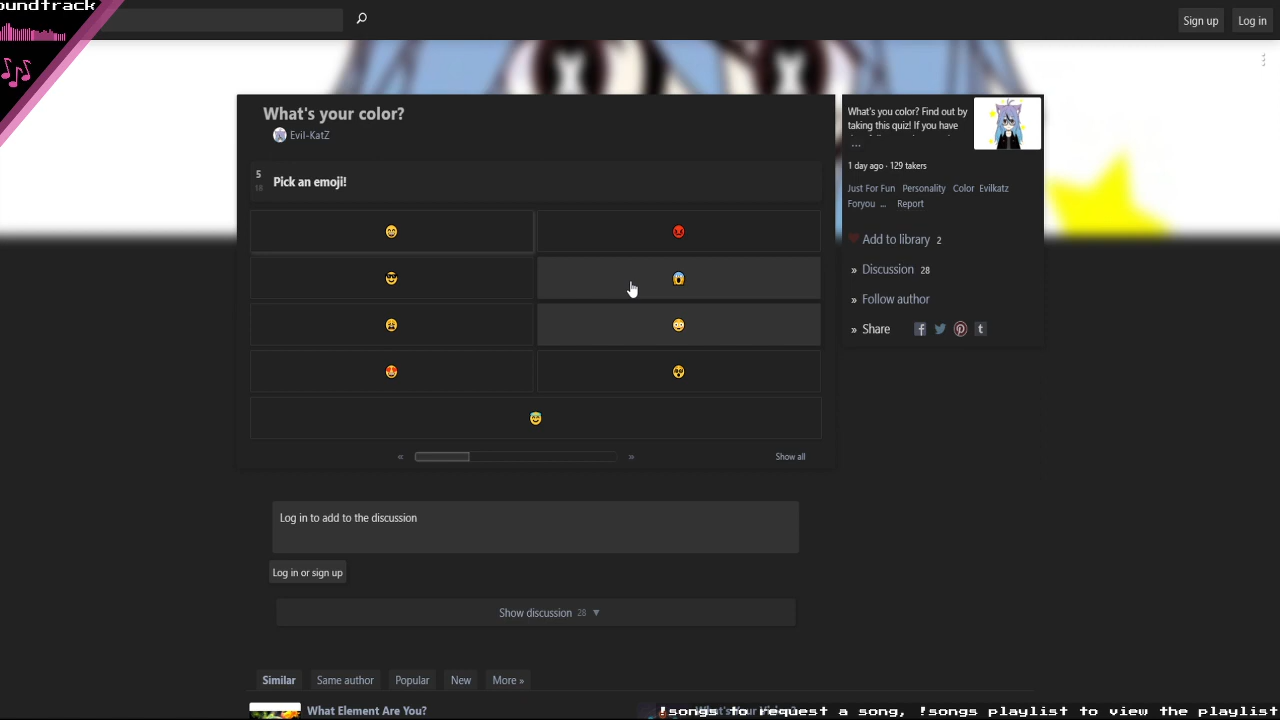 oundtrack
Sign up
Log in
What's your color?
Evil-KatZ
5
18
Pick an emoji!
« »
Show all
What's you color? Find out by
taking this quiz! If you have
...
1 day ago · 129 takers
Just For Fun Personality Color Evilkatz
Foryou ... Report
Add to library 2
» Discussion 28
» Follow author
» Share
Log in to add to the discussion
Log in or sign up
Show discussion 28 ▼
Similar Same author Popular New More »
What Element Are You?
!songs to request a song, !songs playlist to view the playlist